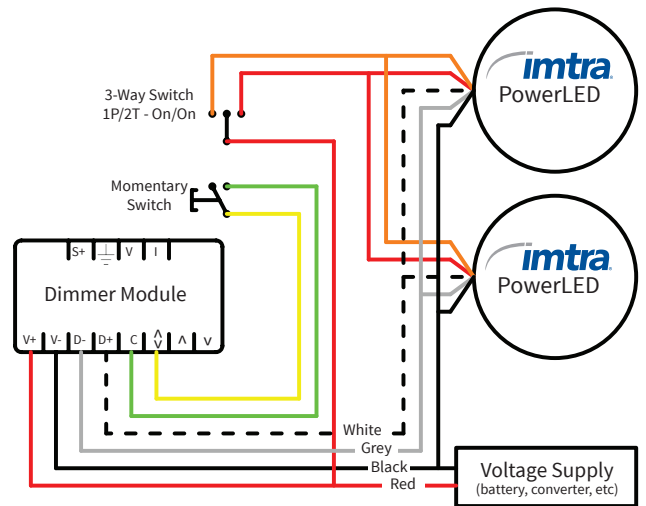 imtra
PowerLED
3-Way Switch
1P/2T - On/On
Momentary
Switch
imtra
PowerLED
S+ V I
Dimmer Module
V+ V- D- D+ C <> < >
White
Grey
Black
Red
Voltage Supply
(battery, converter, etc)